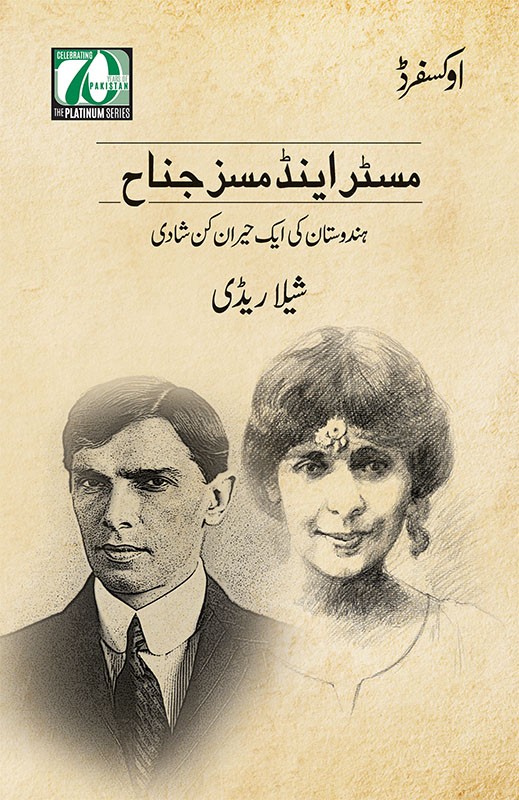 CELEBRATING
70
YEARS OF
PAKISTAN
THE PLATINUM SERIES
اوکسفرڈ
مسٹر اینڈ مسز جناح
ہندوستان کی ایک حیران کن شادی
شیلا ریڈی